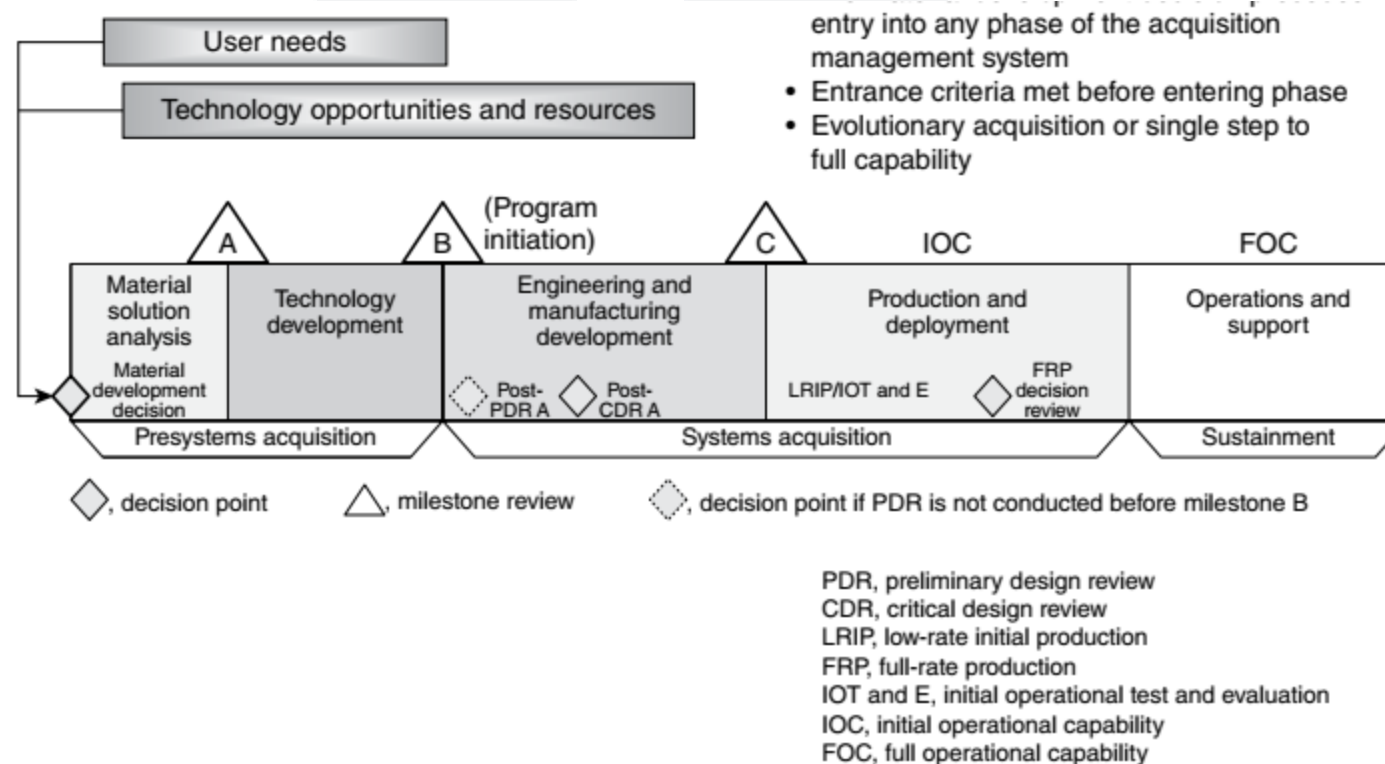 User needs
Technology opportunities and resources
entry into any phase of the acquisition
management system
• Entrance criteria met before entering phase
• Evolutionary acquisition or single step to
full capability
A
B
(Program
initiation)
C
IOC
FOC
Material
solution
analysis
Technology
development
Engineering and
manufacturing
development
Production and
deployment
Operations and
support
Material
development
decision
Post-
PDR A
Post-
CDR A
LRIP/IOT and E
FRP
decision
review
Presystems acquisition
Systems acquisition
Sustainment
, decision point
, milestone review
, decision point if PDR is not conducted before milestone B
PDR, preliminary design review
CDR, critical design review
LRIP, low-rate initial production
FRP, full-rate production
IOT and E, initial operational test and evaluation
IOC, initial operational capability
FOC, full operational capability